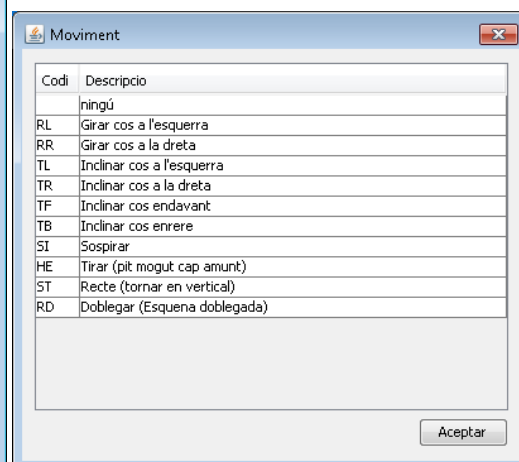 Moviment
Codi Descripcio
ningú
RL Girar cos a l'esquerra
RR Girar cos a la dreta
TL Inclinar cos a l'esquerra
TR Inclinar cos a la dreta
TF Inclinar cos endavant
TB Inclinar cos enrere
SI Sospirar
HE Tirar (pit mogut cap amunt)
ST Recte (tornar en vertical)
RD Doblegar (Esquena doblegada)
Aceptar